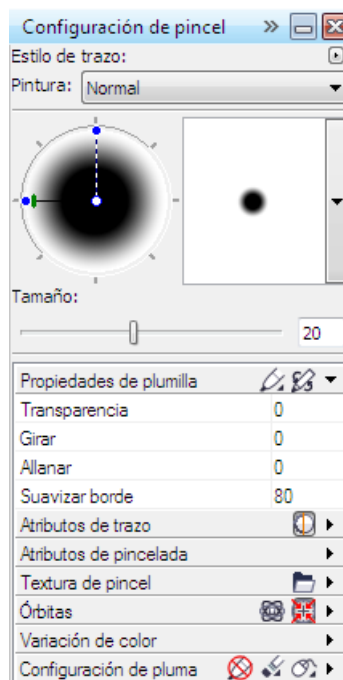 Configuración de pincel
Estilo de trazo:
Pintura: Normal
Tamaño:
20
Propiedades de plumilla
Transparencia 0
Girar 0
Allanar 0
Suavizar borde 80
Atributos de trazo
Atributos de pincelada
Textura de pincel
Órbitas
Variación de color
Configuración de pluma